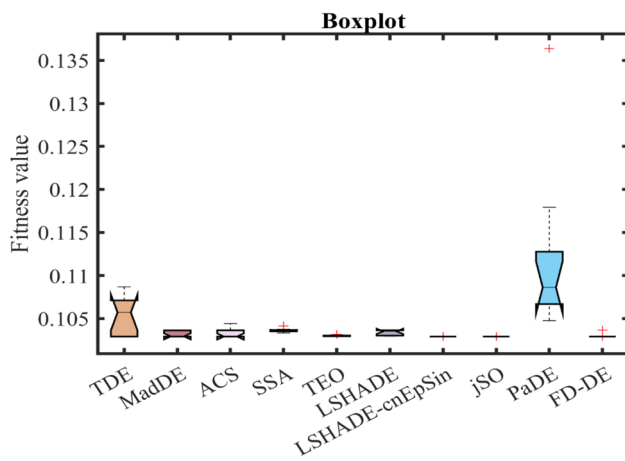 Boxplot
Fitness value
0.135
0.13
0.125
0.12
0.115
0.11
0.105
TDE
MadDE
ACS
SSA
TEO
LSHADE
LSHADE-cnEpSin
jSO
PaDE
FD-DE